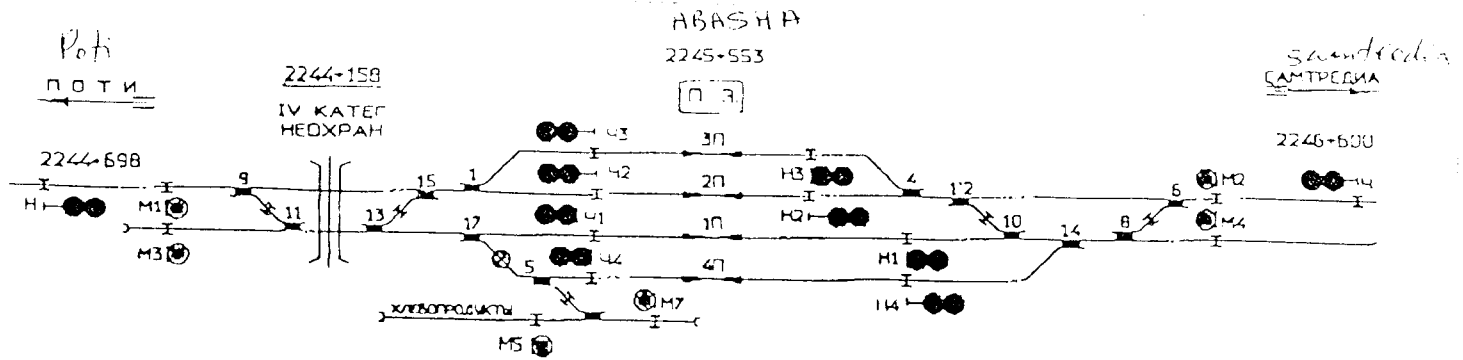 ABASHA
Poti
2245+553
Samtredia
П О Т И
2244+158
САМТРЕДИА
IV КАТЕГ
НЕОХРАН
П З.
2244+698
2246+600
Ч3
3П
9
15
1
Ч2
2П
Н3
4
12
6
М2
Ч
Н
М1
11
13
17
Ч1
1П
Н2
10
14
8
М4
М3
5
Ч4
4П
Н1
Н4
ХЛЕБОПРОДУКТЫ
М7
М5